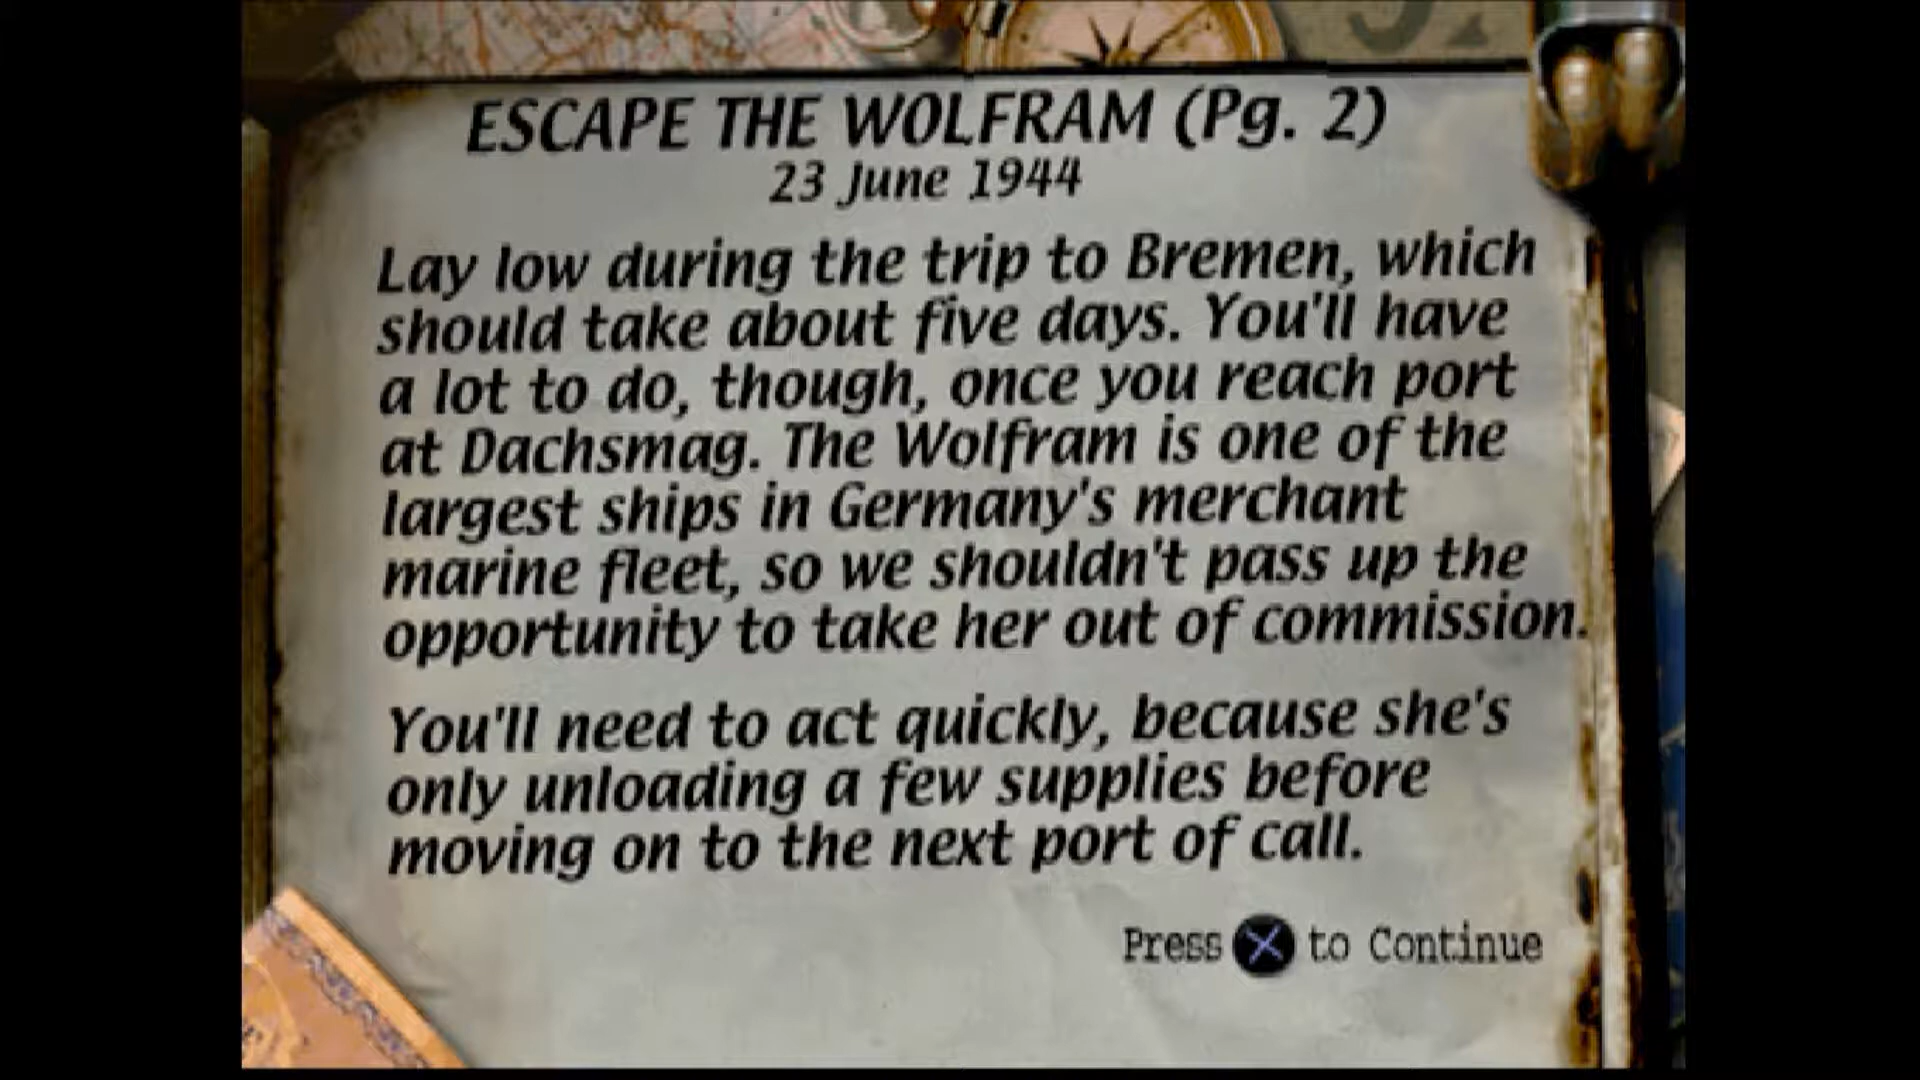 ESCAPE THE WOLFRAM (Pg. 2)
23 June 1944
Lay low during the trip to Bremen, which
should take about five days. You'll have
a lot to do, though, once you reach port
at Dachsmag. The Wolfram is one of the
largest ships in Germany's merchant
marine fleet, so we shouldn't pass up the
opportunity to take her out of commission.
You'll need to act quickly, because she's
only unloading a few supplies before
moving on to the next port of call.
Press X to Continue